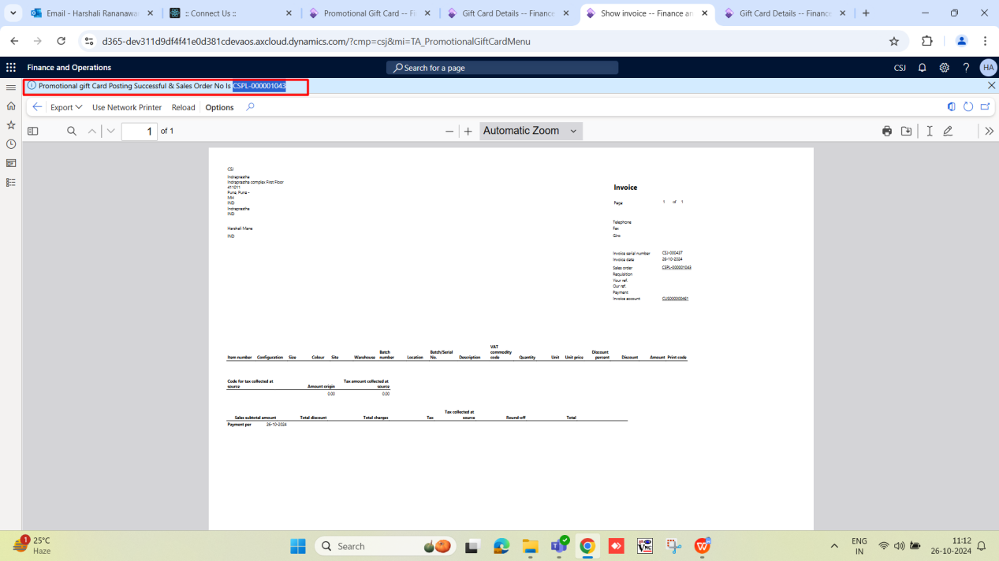 Email - Harshali Rananawa
:: Connect Us ::
Promotional Gift Card -- Fi
Gift Card Details -- Finance
Show invoice -- Finance an
Gift Card Details -- Finance
d365-dev311d9df4f41e0d381cdevaos.axcloud.dynamics.com/?cmp=csj&mi=TA_PromotionalGiftCardMenu
Finance and Operations
Search for a page
CSJ
HA
Promotional gift Card Posting Successful & Sales Order No Is CSPL-000001043
Export
Use Network Printer
Reload
Options
1 of 1
Automatic Zoom
CSJ
Indraprastha
Indraprastha complex First Floor
411011
Pune, Pune -
MH
IND
Indraprastha
IND
Harshali Mane
IND
Invoice
Page 1 of 1
Telephone
Fax
Giro
Invoice serial number CSJ-000437
Invoice date 26-10-2024
Sales order CSPL-000001043
Requisition
Your ref.
Our ref.
Payment
Invoice account CUS000000461
Item number Configuration Size Colour Site Warehouse Batch number Location Batch/Serial No. Description VAT commodity code Quantity Unit Unit price Discount percent Discount Amount Print code
Code for tax collected at source Amount origin Tax amount collected at source
0.00 0.00
Sales subtotal amount Total discount Total charges Tax Tax collected at source Round-off Total
Payment per 26-10-2024
1
25°C
Haze
Search
ENG
IN
11:12
26-10-2024